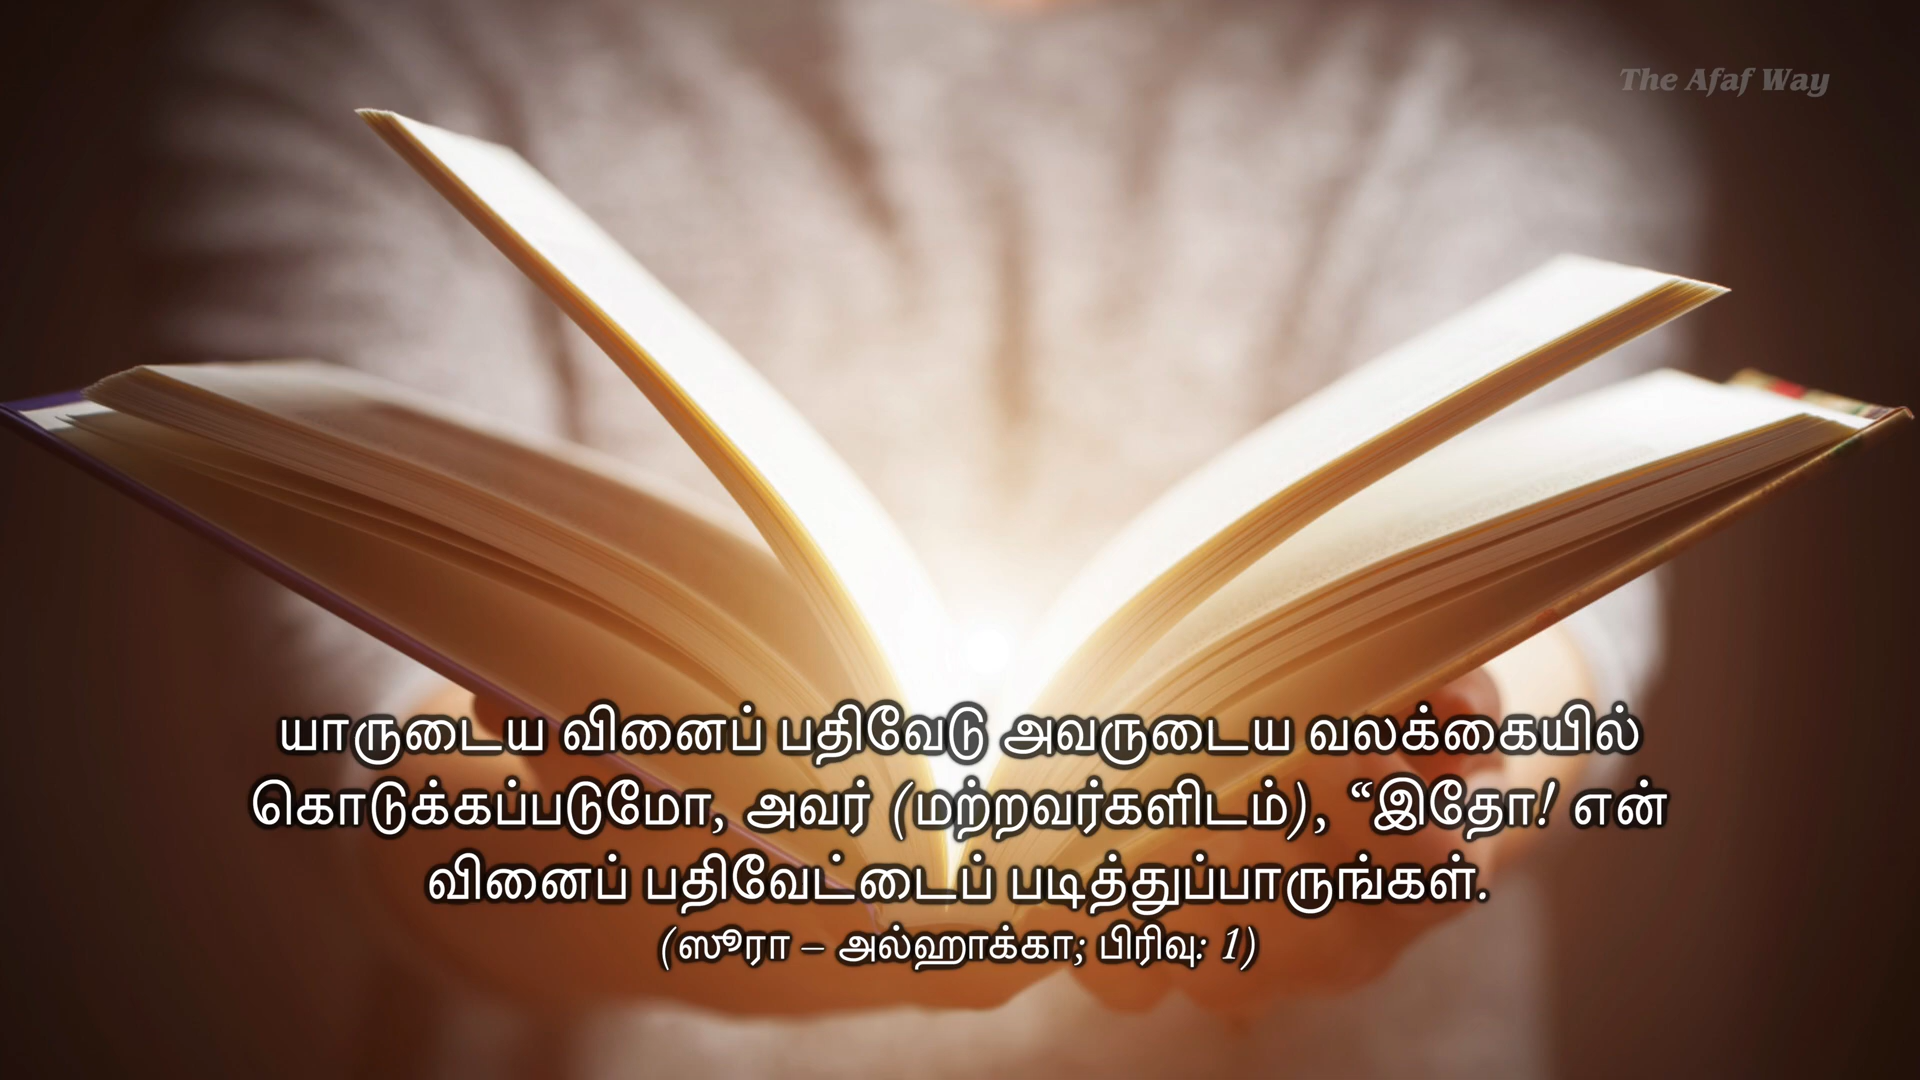 The Afaf Way
யாருடைய வினைப் பதிவேடு அவருடைய வலக்கையில்
கொடுக்கப்படுமோ, அவர் (மற்றவர்களிடம்), “இதோ! என்
வினைப் பதிவேட்டைப் படித்துப்பாருங்கள்.
(ஸூரா – அல்ஹாக்கா; பிரிவு: 1)